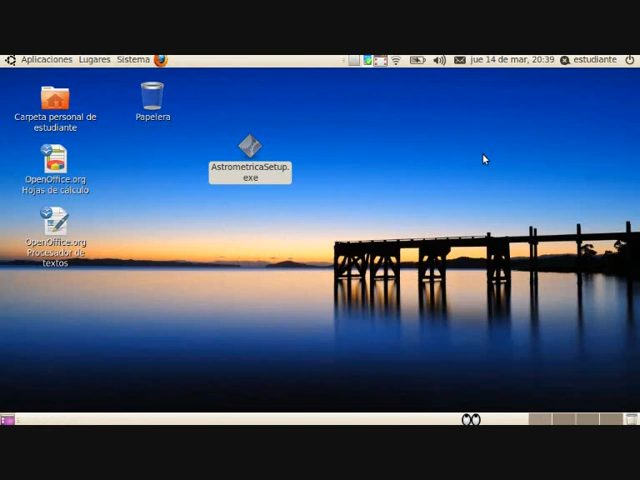 Aplicaciones Lugares Sistema
jue 14 de mar, 20:39 estudiante
Carpeta personal de
estudiante
Papelera
AstrometricaSetup.
exe
OpenOffice.org
Hojas de cálculo
OpenOffice.org
Procesador de
textos